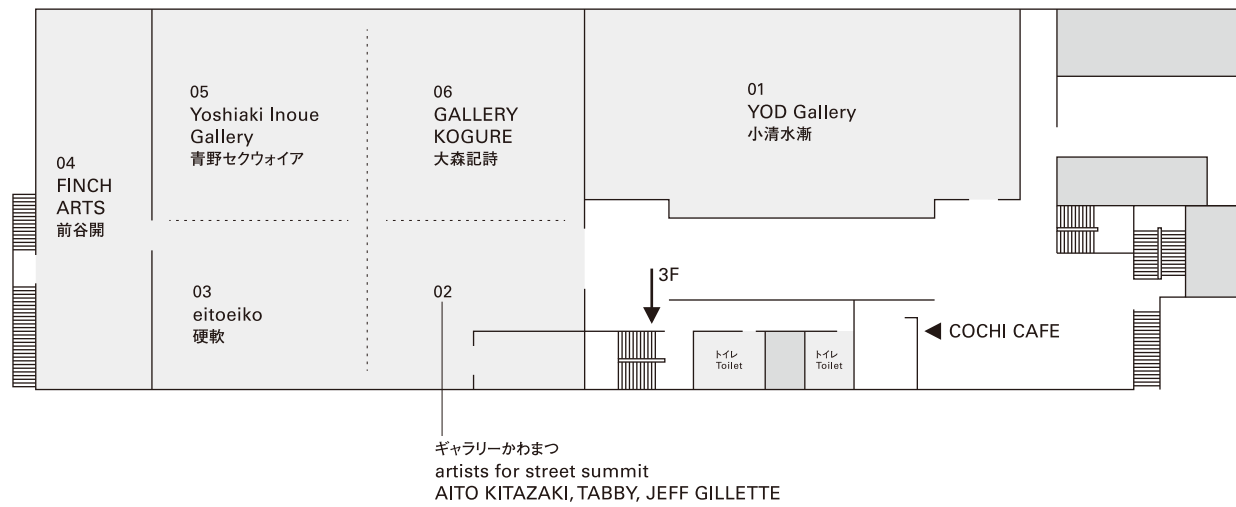 01
YOD Gallery
小清水漸
05
Yoshiaki Inoue
Gallery
青野セクウォイア
06
GALLERY
KOGURE
大森記詩
04
FINCH
ARTS
前谷開
03
eitoeiko
硬軟
02
3F
COCHI CAFE
トイレ
Toilet
トイレ
Toilet
ギャラリーかわまつ
artists for street summit
AITO KITAZAKI, TABBY, JEFF GILLETTE